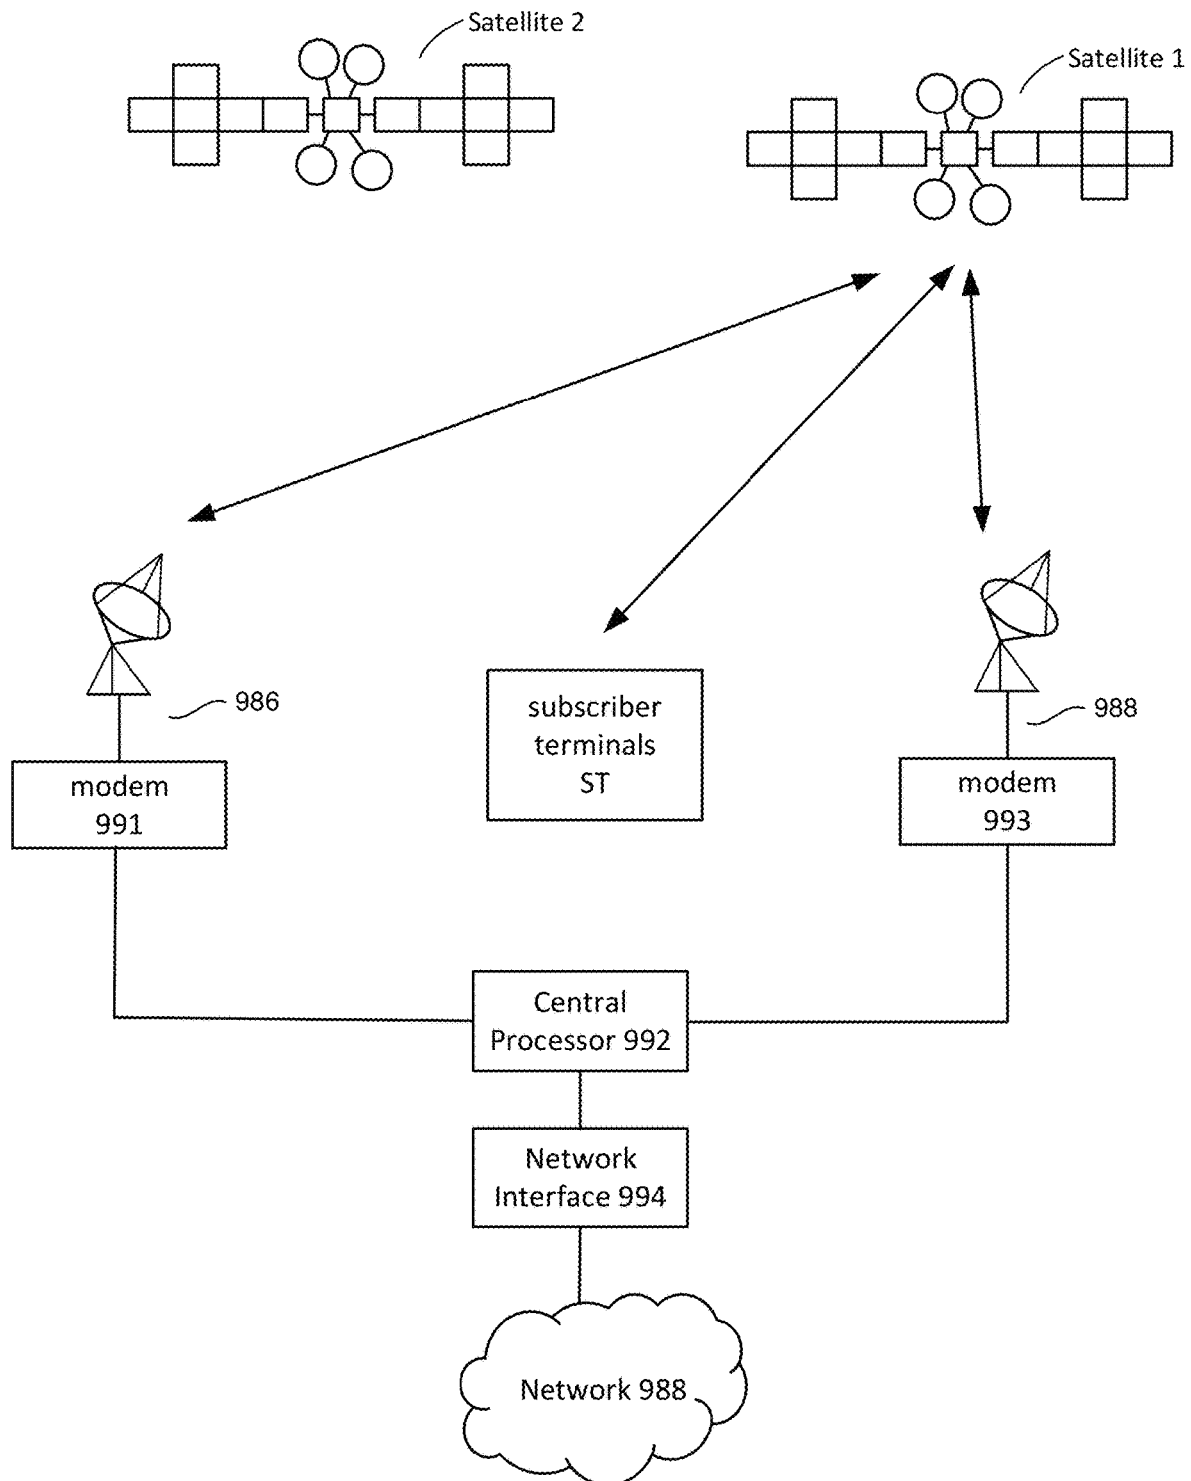 Satellite 2
Satellite 1
986
988
subscriber
terminals
ST
modem
991
modem
993
Central
Processor 992
Network
Interface 994
Network 988